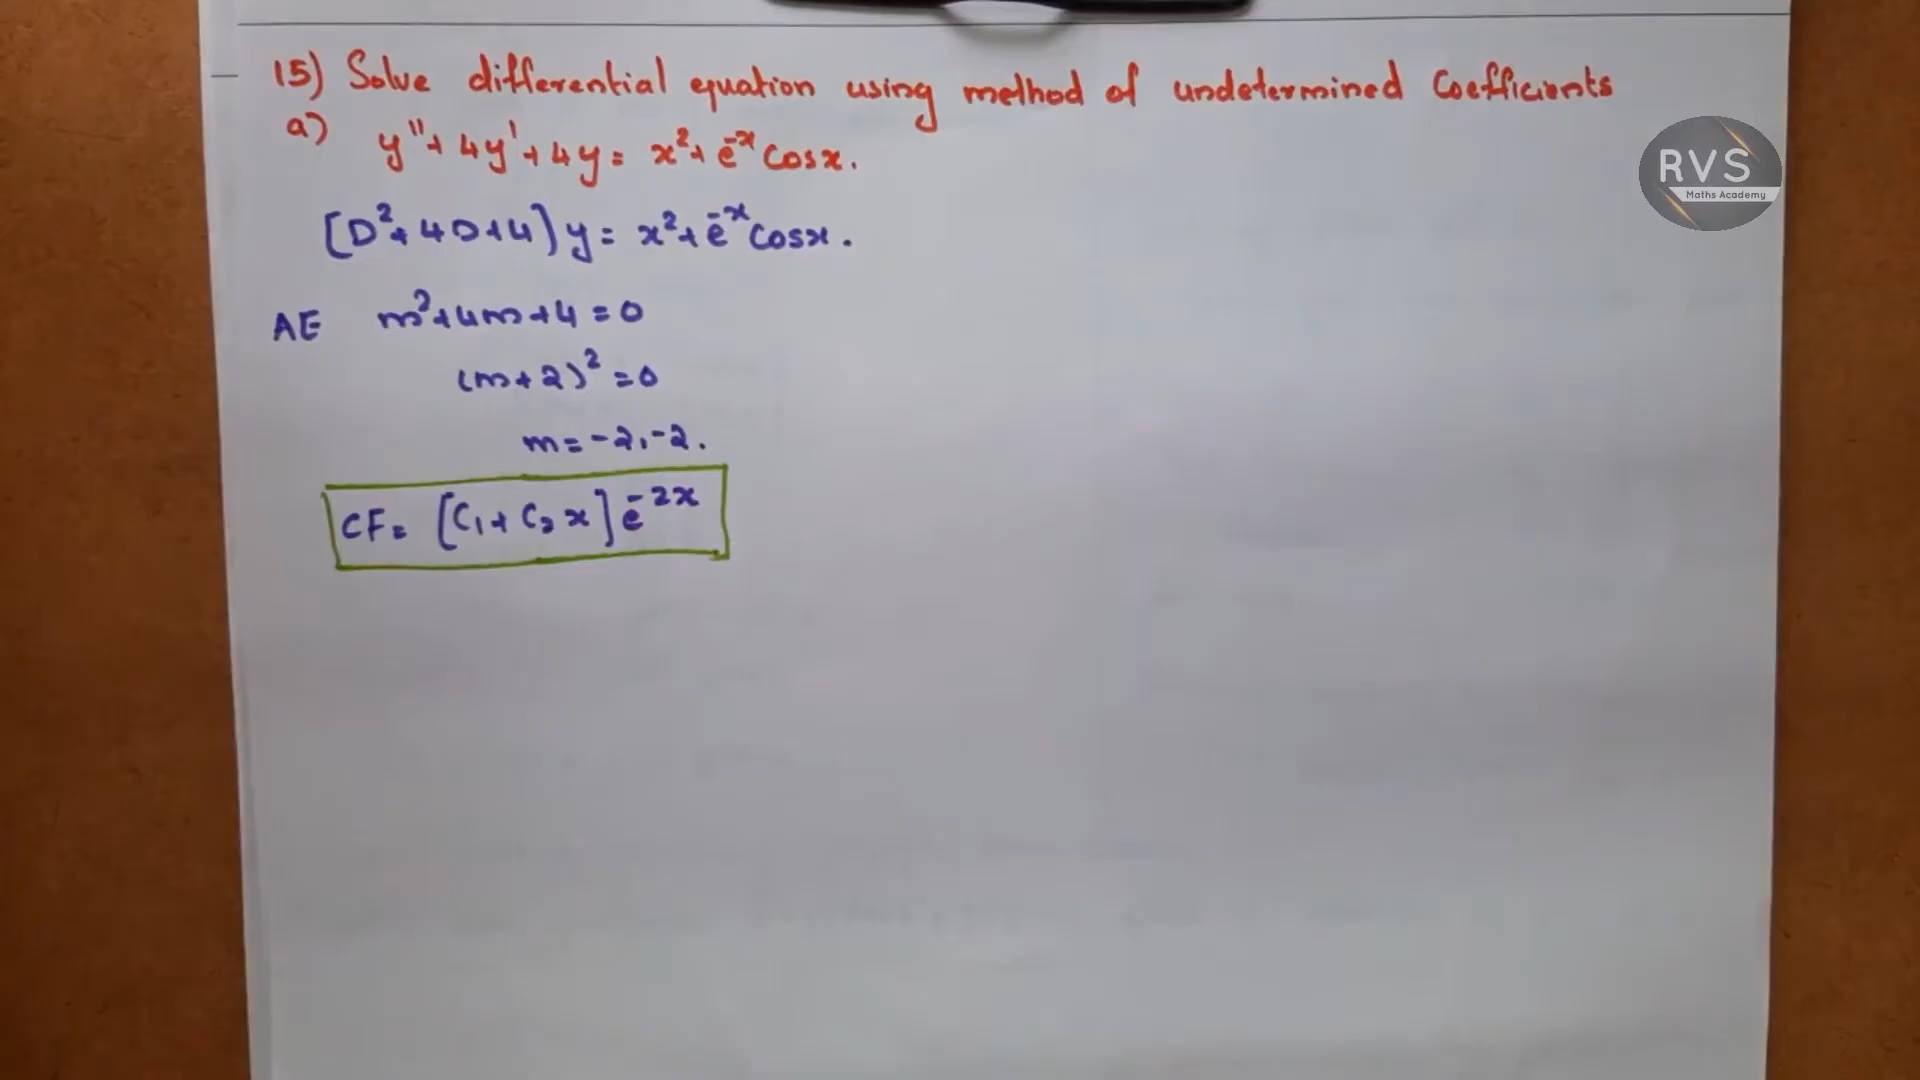 15) Solve differential equation using method of undetermined Coefficients
a) y'' + 4y' + 4y = x² + e⁻ˣ Cosx.
[D² + 4D + 4] y = x² + e⁻ˣ Cosx.
AE m² + 4m + 4 = 0
(m + 2)² = 0
m = -2, -2.
CF = [C₁ + C₂ x] e⁻²ˣ
RVS
Maths Academy